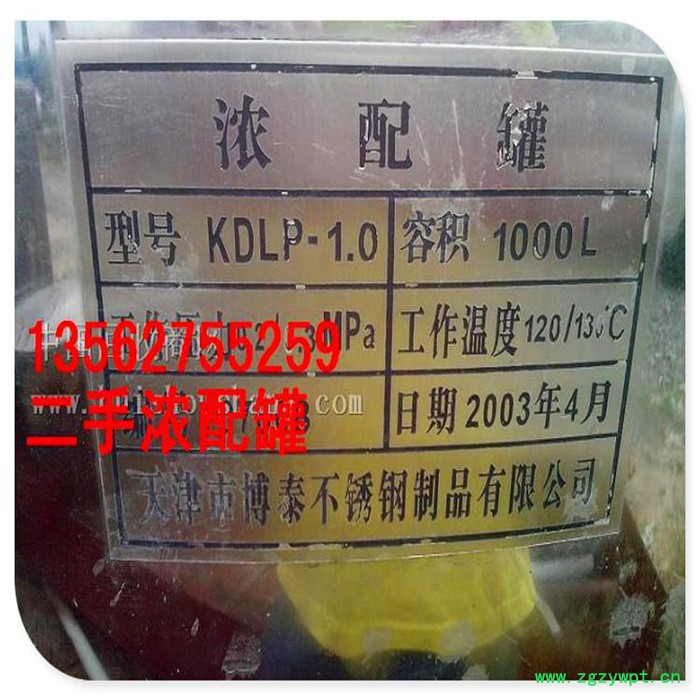 浓配罐
型号 KDLP-1.0 容积 1000L
MPa 工作温度 120/13 ℃
13562755259
.com
日期 2003年4月
二手浓配罐
天津市博泰不锈钢制品有限公司
www.zgzywpt.cn